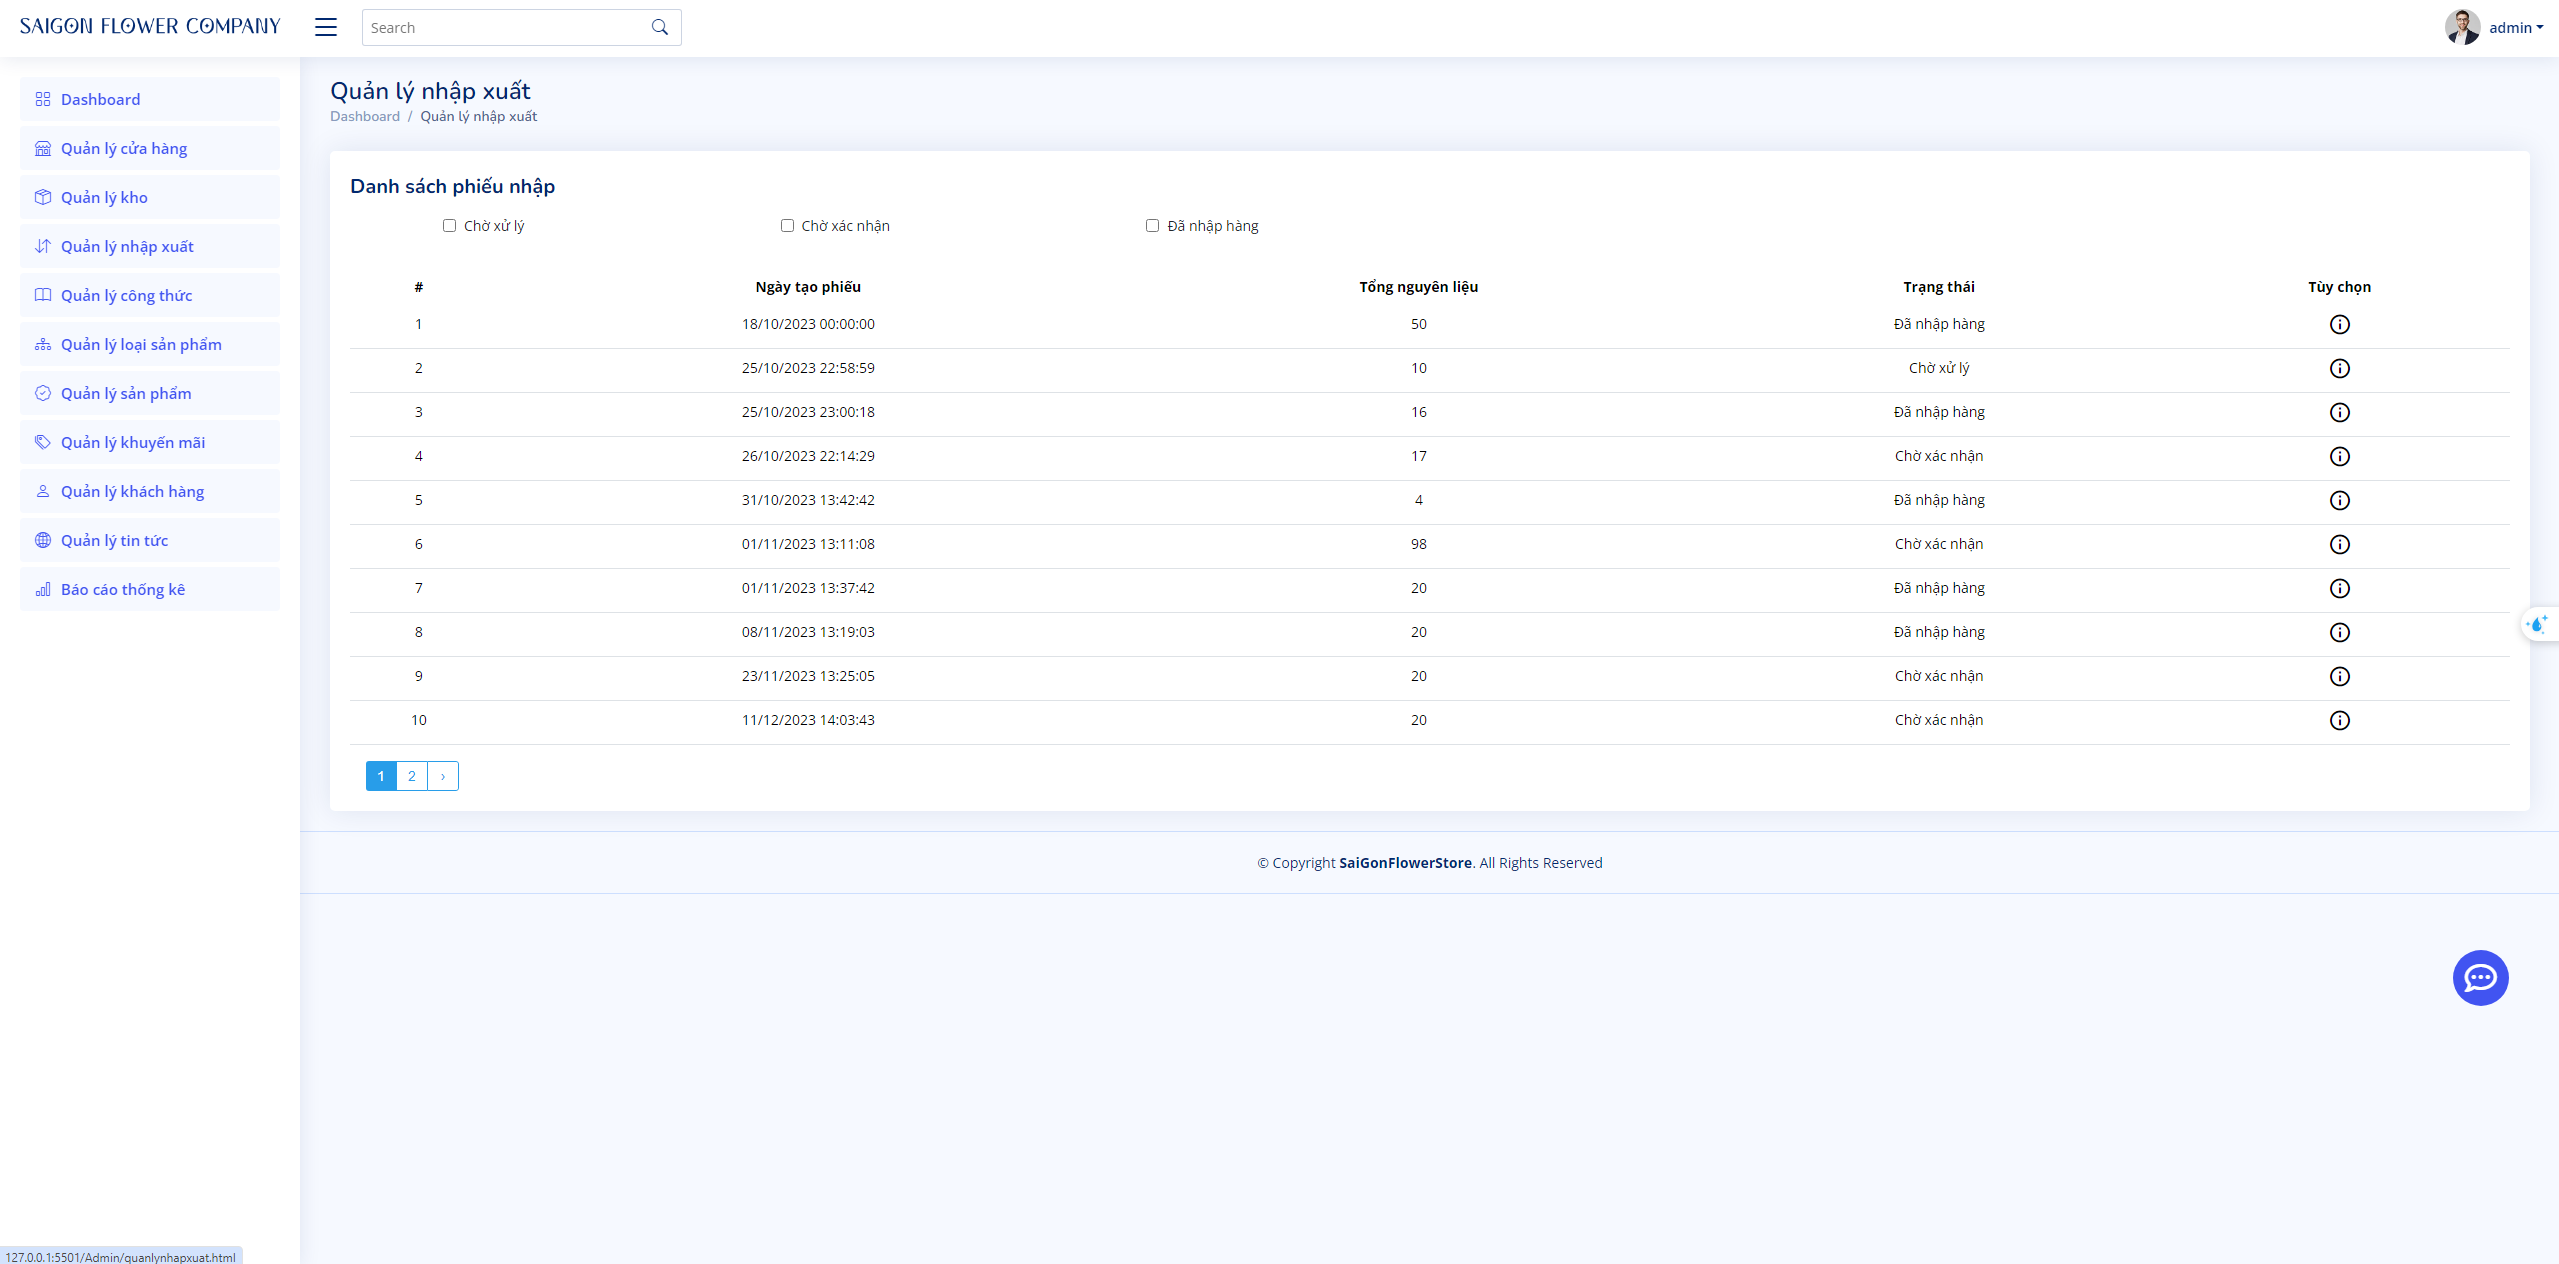 SAIGON FLOWER COMPANY
Search
admin
Dashboard
Quản lý cửa hàng
Quản lý kho
Quản lý nhập xuất
Quản lý công thức
Quản lý loại sản phẩm
Quản lý sản phẩm
Quản lý khuyến mãi
Quản lý khách hàng
Quản lý tin tức
Báo cáo thống kê
Quản lý nhập xuất
Dashboard / Quản lý nhập xuất
Danh sách phiếu nhập
Chờ xử lý Chờ xác nhận Đã nhập hàng
# Ngày tạo phiếu Tổng nguyên liệu Trạng thái Tùy chọn
1 18/10/2023 00:00:00 50 Đã nhập hàng
2 25/10/2023 22:58:59 10 Chờ xử lý
3 25/10/2023 23:00:18 16 Đã nhập hàng
4 26/10/2023 22:14:29 17 Chờ xác nhận
5 31/10/2023 13:42:42 4 Đã nhập hàng
6 01/11/2023 13:11:08 98 Chờ xác nhận
7 01/11/2023 13:37:42 20 Đã nhập hàng
8 08/11/2023 13:19:03 20 Đã nhập hàng
9 23/11/2023 13:25:05 20 Chờ xác nhận
10 11/12/2023 14:03:43 20 Chờ xác nhận
1 2 ›
© Copyright SaiGonFlowerStore. All Rights Reserved
127.0.0.1:5501/Admin/quanlynhapxuat.html